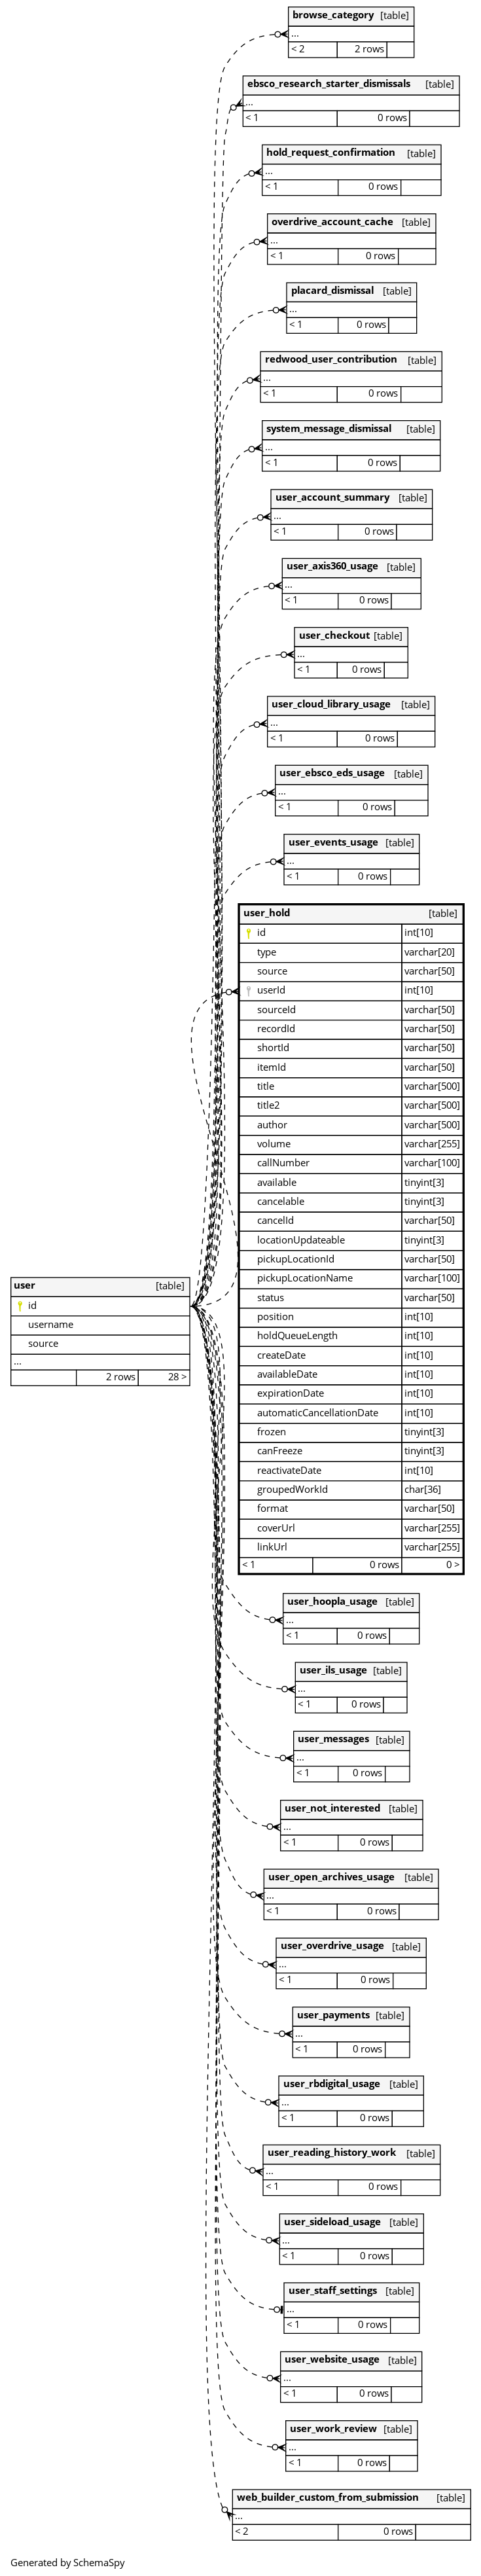 browse_category [table]
...
< 2 2 rows
ebsco_research_starter_dismissals [table]
...
< 1 0 rows
hold_request_confirmation [table]
...
< 1 0 rows
overdrive_account_cache [table]
...
< 1 0 rows
placard_dismissal [table]
...
< 1 0 rows
redwood_user_contribution [table]
...
< 1 0 rows
system_message_dismissal [table]
...
< 1 0 rows
user_account_summary [table]
...
< 1 0 rows
user_axis360_usage [table]
...
< 1 0 rows
user_checkout [table]
...
< 1 0 rows
user_cloud_library_usage [table]
...
< 1 0 rows
user_ebsco_eds_usage [table]
...
< 1 0 rows
user_events_usage [table]
...
< 1 0 rows
user_hold [table]
id int[10]
type varchar[20]
source varchar[50]
userId int[10]
sourceId varchar[50]
recordId varchar[50]
shortId varchar[50]
itemId varchar[50]
title varchar[500]
title2 varchar[500]
author varchar[500]
volume varchar[255]
callNumber varchar[100]
available tinyint[3]
cancelable tinyint[3]
cancelId varchar[50]
locationUpdateable tinyint[3]
pickupLocationId varchar[50]
pickupLocationName varchar[100]
status varchar[50]
position int[10]
holdQueueLength int[10]
createDate int[10]
availableDate int[10]
expirationDate int[10]
automaticCancellationDate int[10]
frozen tinyint[3]
canFreeze tinyint[3]
reactivateDate int[10]
groupedWorkId char[36]
format varchar[50]
coverUrl varchar[255]
linkUrl varchar[255]
< 1 0 rows 0 >
user [table]
id
username
source
...
2 rows 28 >
user_hoopla_usage [table]
...
< 1 0 rows
user_ils_usage [table]
...
< 1 0 rows
user_messages [table]
...
< 1 0 rows
user_not_interested [table]
...
< 1 0 rows
user_open_archives_usage [table]
...
< 1 0 rows
user_overdrive_usage [table]
...
< 1 0 rows
user_payments [table]
...
< 1 0 rows
user_rbdigital_usage [table]
...
< 1 0 rows
user_reading_history_work [table]
...
< 1 0 rows
user_sideload_usage [table]
...
< 1 0 rows
user_staff_settings [table]
...
< 1 0 rows
user_website_usage [table]
...
< 1 0 rows
user_work_review [table]
...
< 1 0 rows
web_builder_custom_from_submission [table]
...
< 2 0 rows
Generated by SchemaSpy